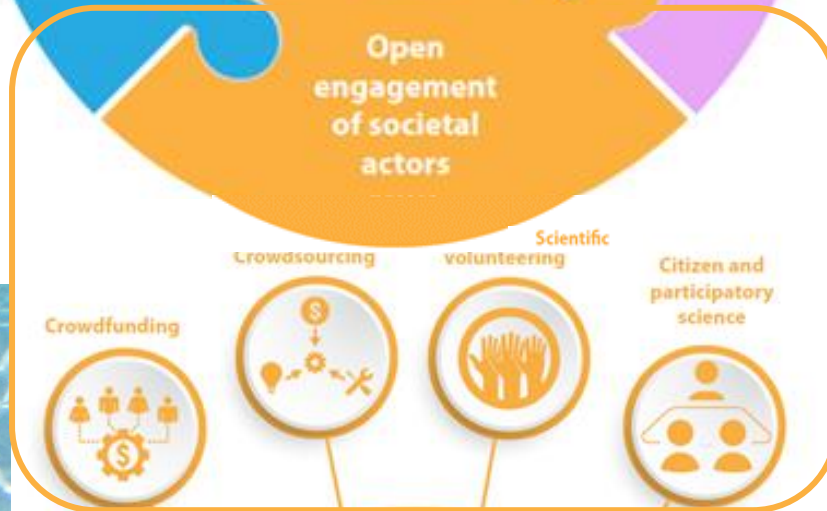 Open
engagement
of societal
actors
Scientific
Crowdsourcing
volunteering
Citizen and
participatory
science
Crowdfunding
$
$